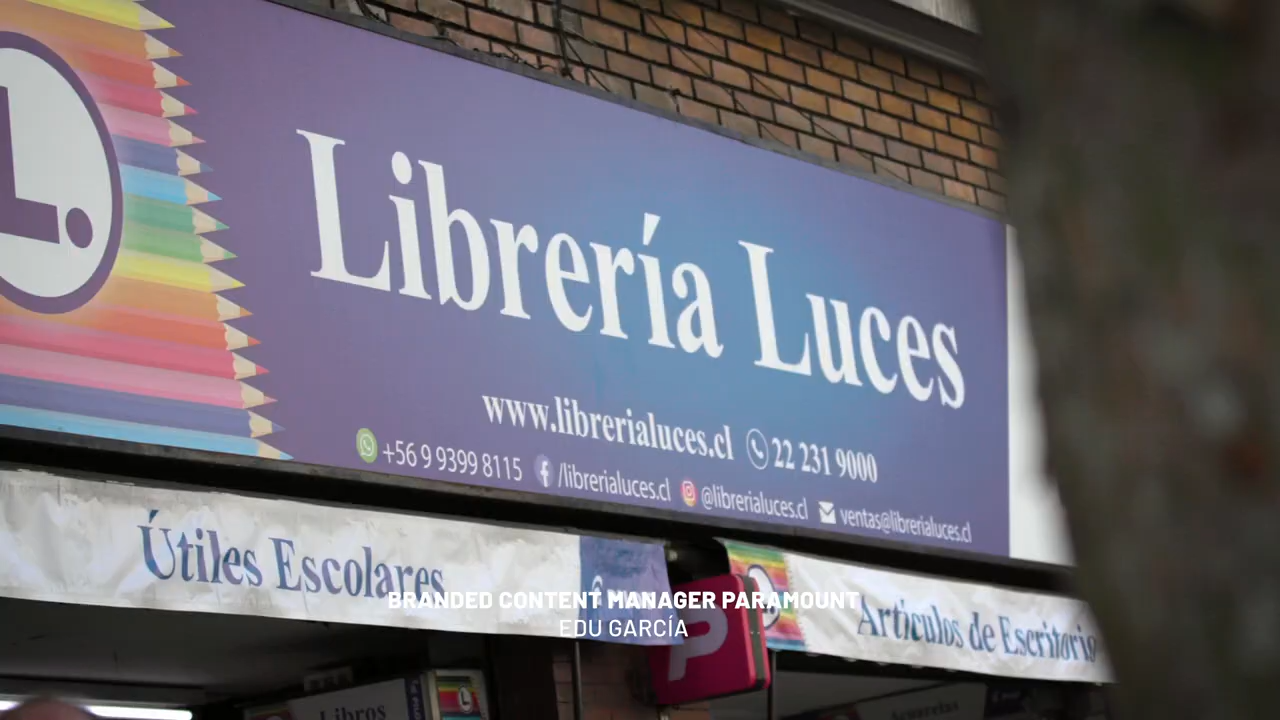 L.
Librería Luces
www.librerialuces.cl 22 231 9000
+56 9 9399 8115 /librerialuces.cl @librerialuces.cl ventas@librerialuces.cl
Útiles Escolares
Artículos de Escritorio
BRANDED CONTENT MANAGER PARAMOUNT
EDU GARCÍA
P
Libros